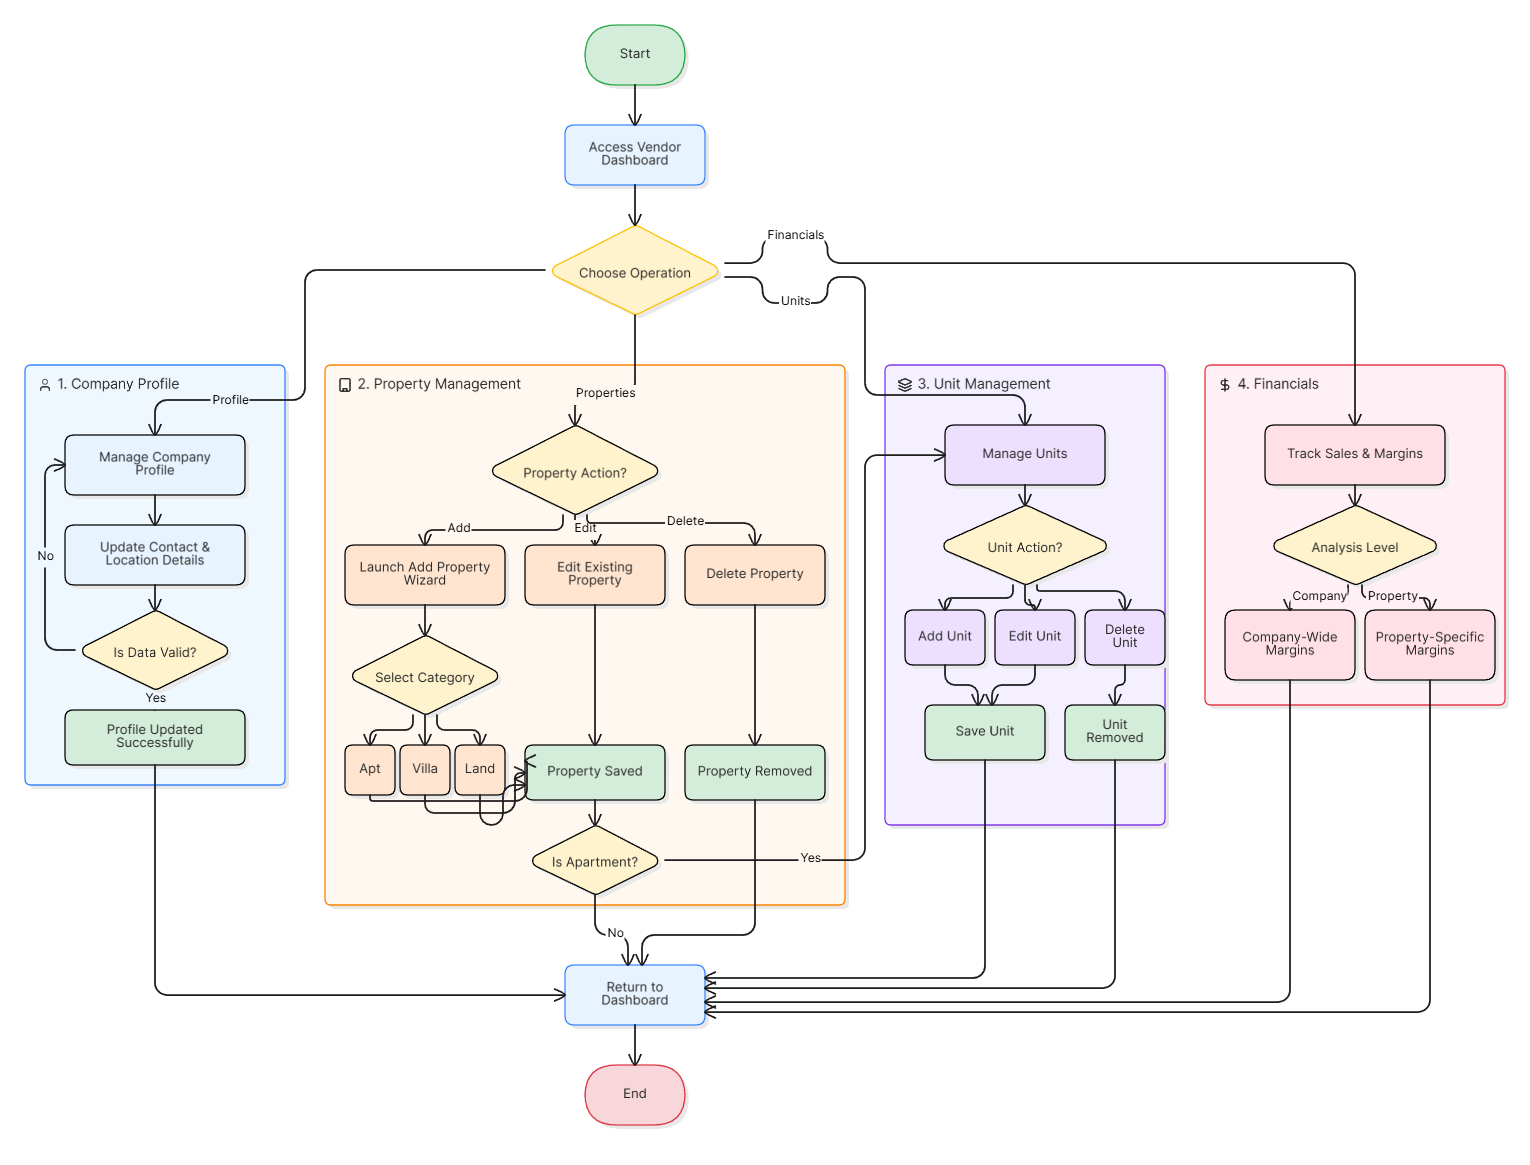 Start
Access Vendor
Dashboard
Choose Operation
Financials
Units
1. Company Profile
Profile
Manage Company
Profile
Update Contact &
Location Details
No
Is Data Valid?
Yes
Profile Updated
Successfully
2. Property Management
Properties
Property Action?
Add
Edit
Delete
Launch Add Property
Wizard
Edit Existing
Property
Delete Property
Select Category
Apt
Villa
Land
Property Saved
Property Removed
Is Apartment?
Yes
No
3. Unit Management
Manage Units
Unit Action?
Add Unit
Edit Unit
Delete
Unit
Save Unit
Unit
Removed
4. Financials
Track Sales & Margins
Analysis Level
Company
Property
Company-Wide
Margins
Property-Specific
Margins
Return to
Dashboard
End